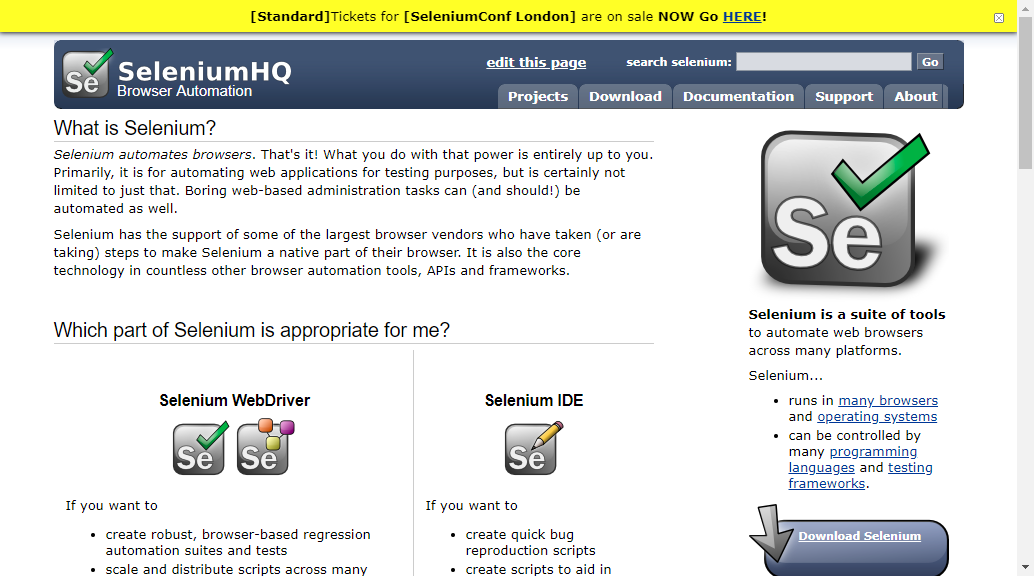 [Standard]Tickets for [SeleniumConf London] are on sale NOW Go HERE!
Se
SeleniumHQ
Browser Automation
edit this page
search selenium:
Go
Projects
Download
Documentation
Support
About
What is Selenium?
Selenium automates browsers. That's it! What you do with that power is entirely up to you.
Primarily, it is for automating web applications for testing purposes, but is certainly not
limited to just that. Boring web-based administration tasks can (and should!) be
automated as well.
Selenium has the support of some of the largest browser vendors who have taken (or are
taking) steps to make Selenium a native part of their browser. It is also the core
technology in countless other browser automation tools, APIs and frameworks.
Which part of Selenium is appropriate for me?
Selenium WebDriver
Se
Se
If you want to
• create robust, browser-based regression
automation suites and tests
• scale and distribute scripts across many
Selenium IDE
Se
If you want to
• create quick bug
reproduction scripts
• create scripts to aid in
Se
Selenium is a suite of tools
to automate web browsers
across many platforms.
Selenium...
• runs in many browsers
and operating systems
• can be controlled by
many programming
languages and testing
frameworks.
Download Selenium